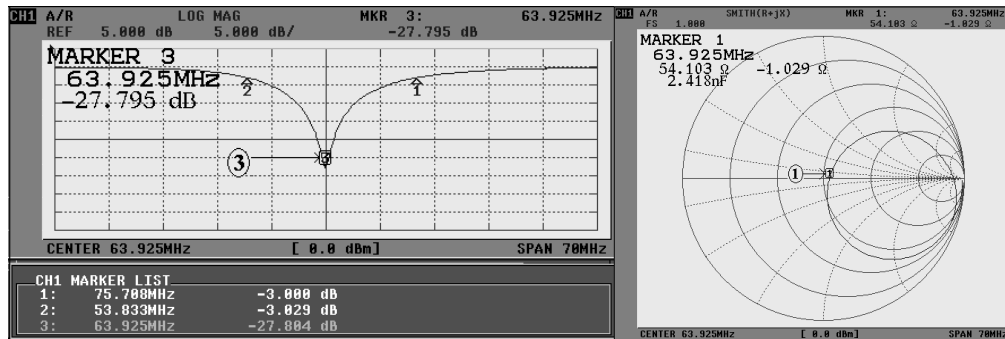 CH1 A/R LOG MAG MKR 3: 63.925MHz
REF 5.000 dB 5.000 dB/ -27.795 dB
MARKER 3
63.925MHz
-27.795 dB
2
1
3
3
CENTER 63.925MHz [ 0.0 dBm] SPAN 70MHz
CH1 MARKER LIST
1: 75.708MHz -3.000 dB
2: 53.833MHz -3.029 dB
3: 63.925MHz -27.804 dB
CH1 A/R SMITH(R+jX) MKR 1: 63.925MHz
FS 1.000 54.103 Ω -1.029 Ω
MARKER 1
63.925MHz
54.103 Ω -1.029 Ω
2.418nF
1
1
CENTER 63.925MHz [ 0.0 dBm] SPAN 70MHz